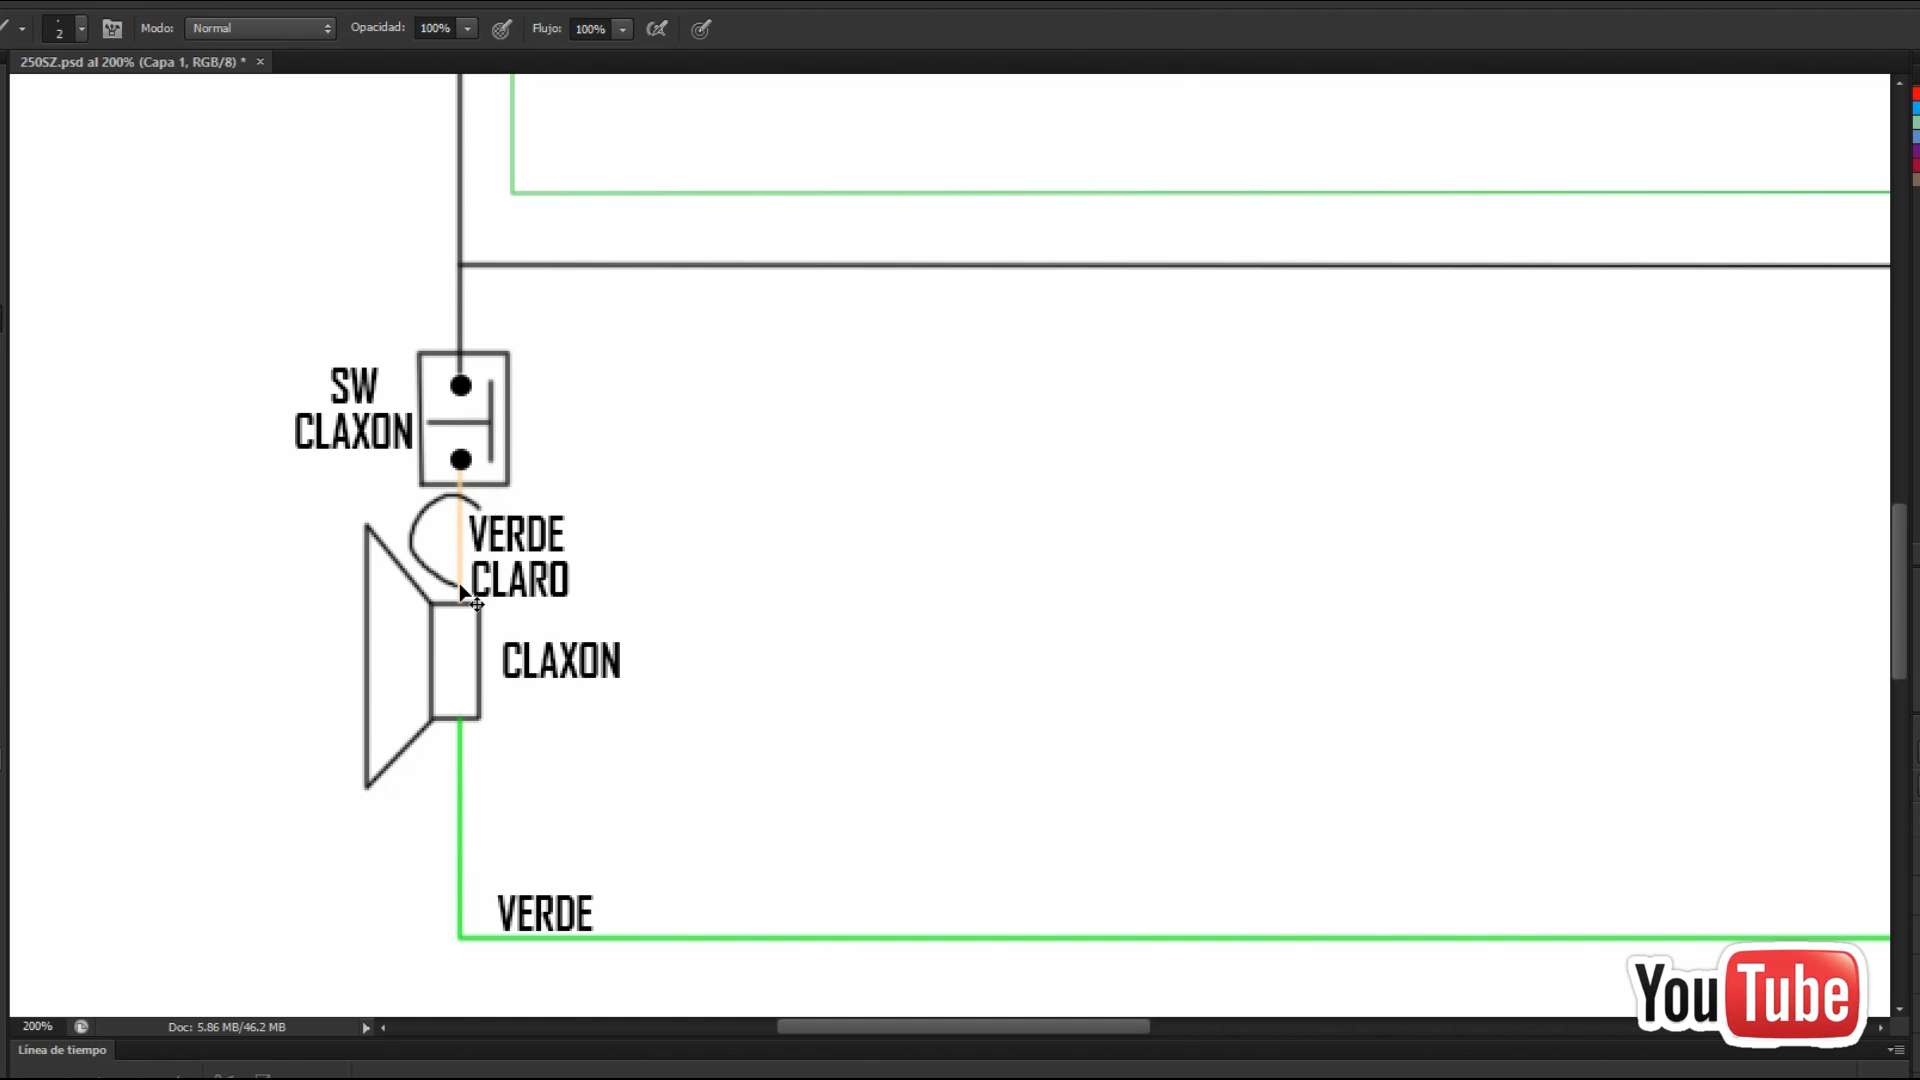 2
Modo:
Normal
Opacidad:
100%
Flujo:
100%
250SZ.psd al 200% (Capa 1, RGB/8) *
SW
CLAXON
VERDE
CLARO
CLAXON
VERDE
YouTube
200%
Doc: 5.86 MB/46.2 MB
Línea de tiempo